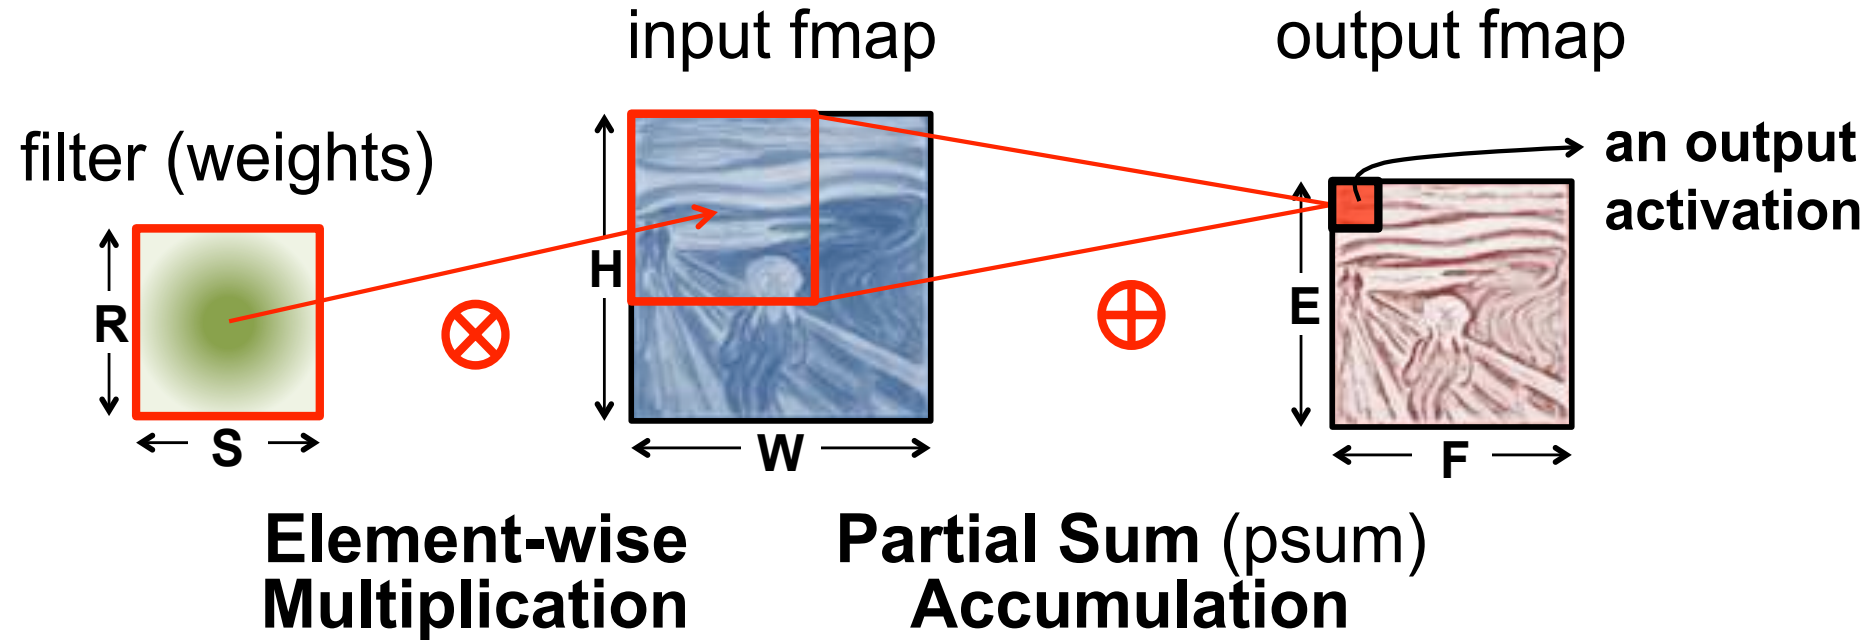 input fmap
output fmap
filter (weights)
an output
activation
R
S
H
W
E
F
Element-wise
Multiplication
Partial Sum (psum)
Accumulation